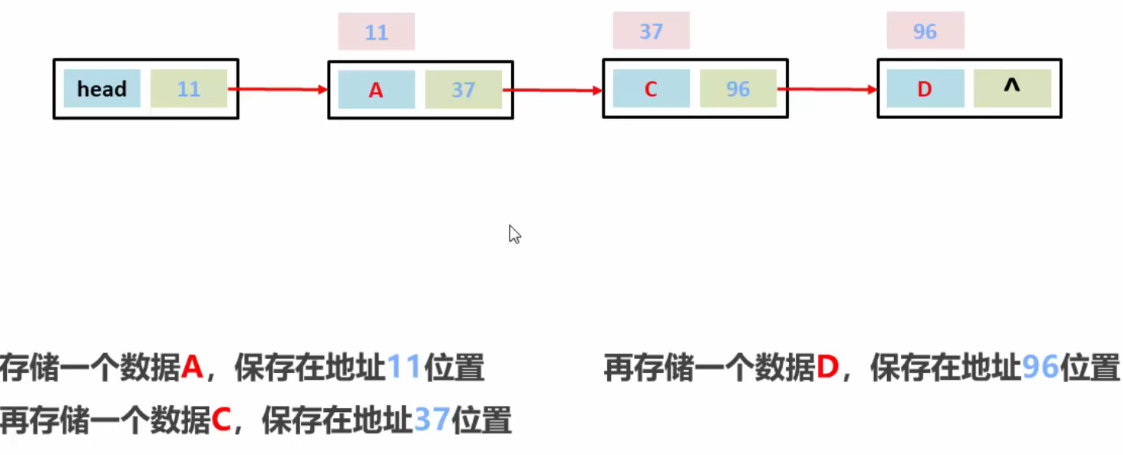 11 37 96
head 11 A 37 C 96 D ^
存储一个数据A，保存在地址11位置
再存储一个数据C，保存在地址37位置
再存储一个数据D，保存在地址96位置